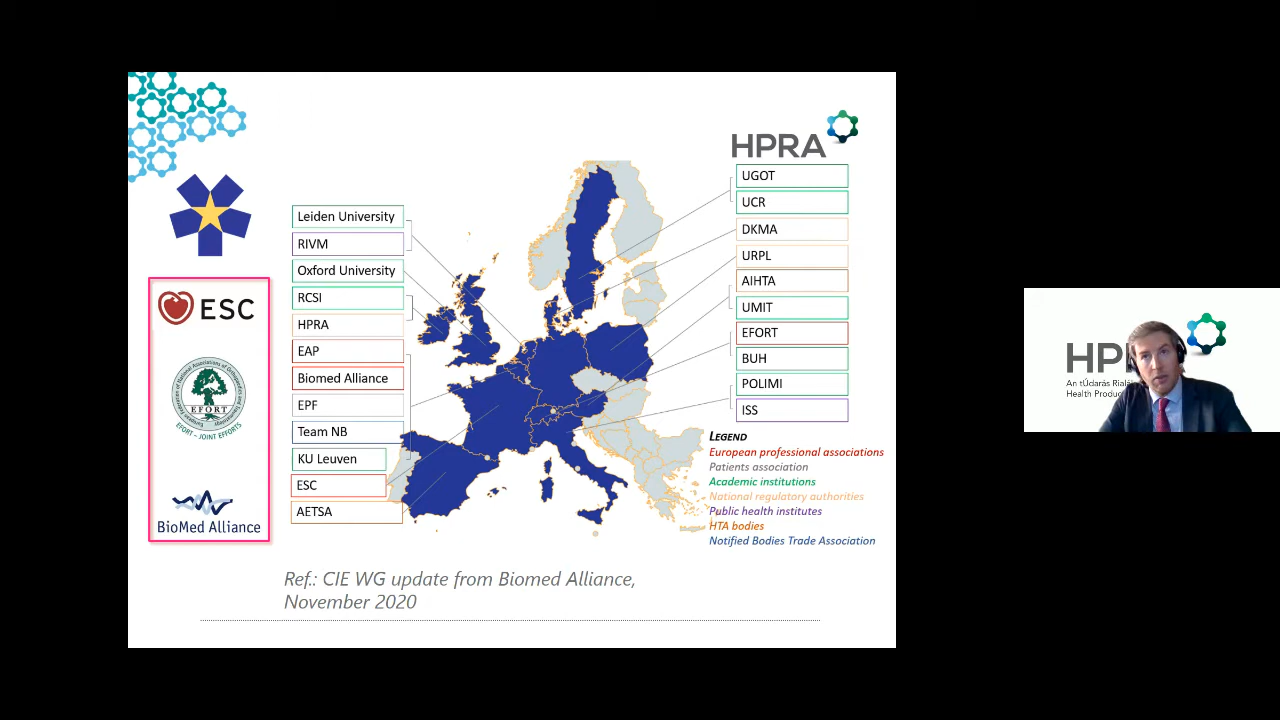 HPRA
UGOT
UCR
DKMA
URPL
AIHTA
UMIT
EFORT
BUH
POLIMI
ISS
Leiden University
RIVM
Oxford University
RCSI
HPRA
EAP
Biomed Alliance
EPF
Team NB
KU Leuven
ESC
AETSA
ESC
EFORT
EFORT – JOINT EFFORTS
BioMed Alliance
LEGEND
European professional associations
Patients association
Academic institutions
National regulatory authorities
Public health institutes
HTA bodies
Notified Bodies Trade Association
Ref.: CIE WG update from Biomed Alliance,
November 2020
HP
An tÚdarás Rialá
Health Produc